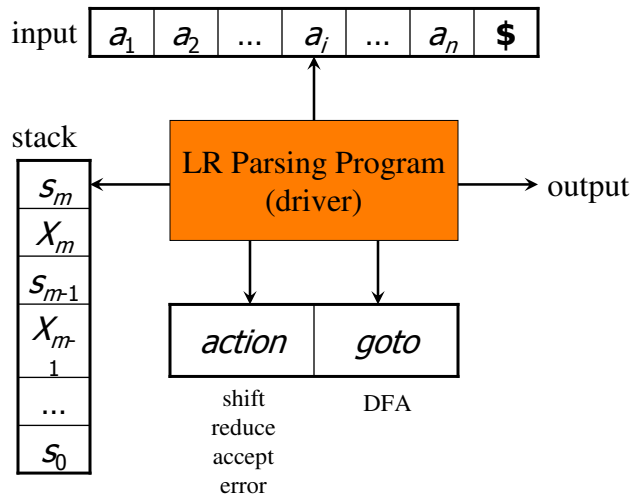 input a₁ a₂ ... aᵢ ... aₙ $
stack
LR Parsing Program
(driver)
output
sₘ
Xₘ
sₘ₋₁
Xₘ₋
₁
...
s₀
action goto
shift
reduce
accept
error
DFA